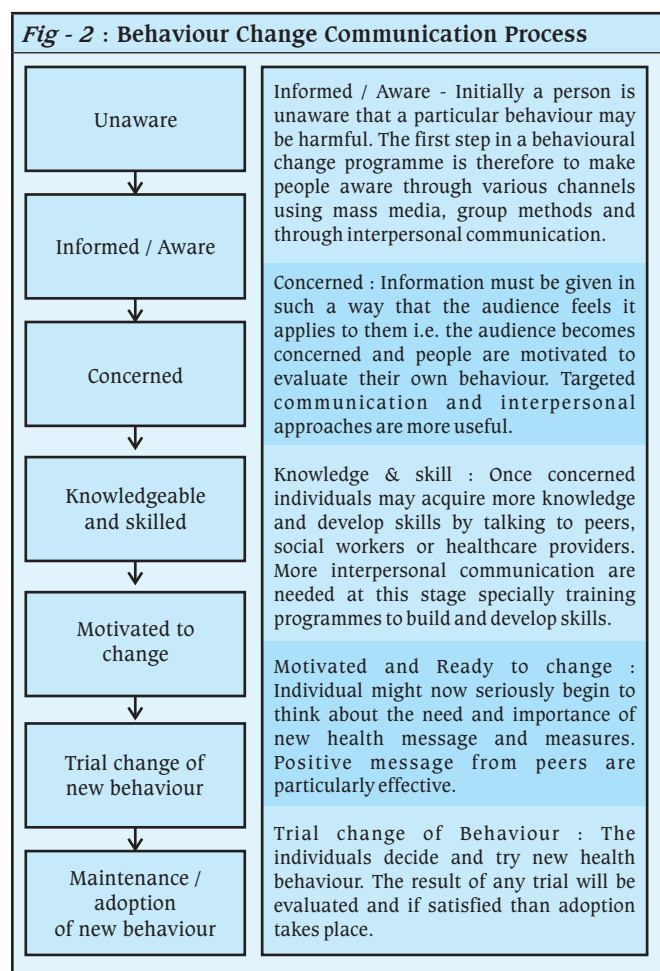 Fig - 2 : Behaviour Change Communication Process
Unaware
Informed / Aware
Concerned
Knowledgeable
and skilled
Motivated to
change
Trial change of
new behaviour
Maintenance /
adoption
of new behaviour
Informed / Aware - Initially a person is
unaware that a particular behaviour may
be harmful. The first step in a behavioural
change programme is therefore to make
people aware through various channels
using mass media, group methods and
through interpersonal communication.
Concerned : Information must be given in
such a way that the audience feels it
applies to them i.e. the audience becomes
concerned and people are motivated to
evaluate their own behaviour. Targeted
communication and interpersonal
approaches are more useful.
Knowledge & skill : Once concerned
individuals may acquire more knowledge
and develop skills by talking to peers,
social workers or healthcare providers.
More interpersonal communication are
needed at this stage specially training
programmes to build and develop skills.
Motivated and Ready to change :
Individual might now seriously begin to
think about the need and importance of
new health message and measures.
Positive message from peers are
particularly effective.
Trial change of Behaviour : The
individuals decide and try new health
behaviour. The result of any trial will be
evaluated and if satisfied than adoption
takes place.